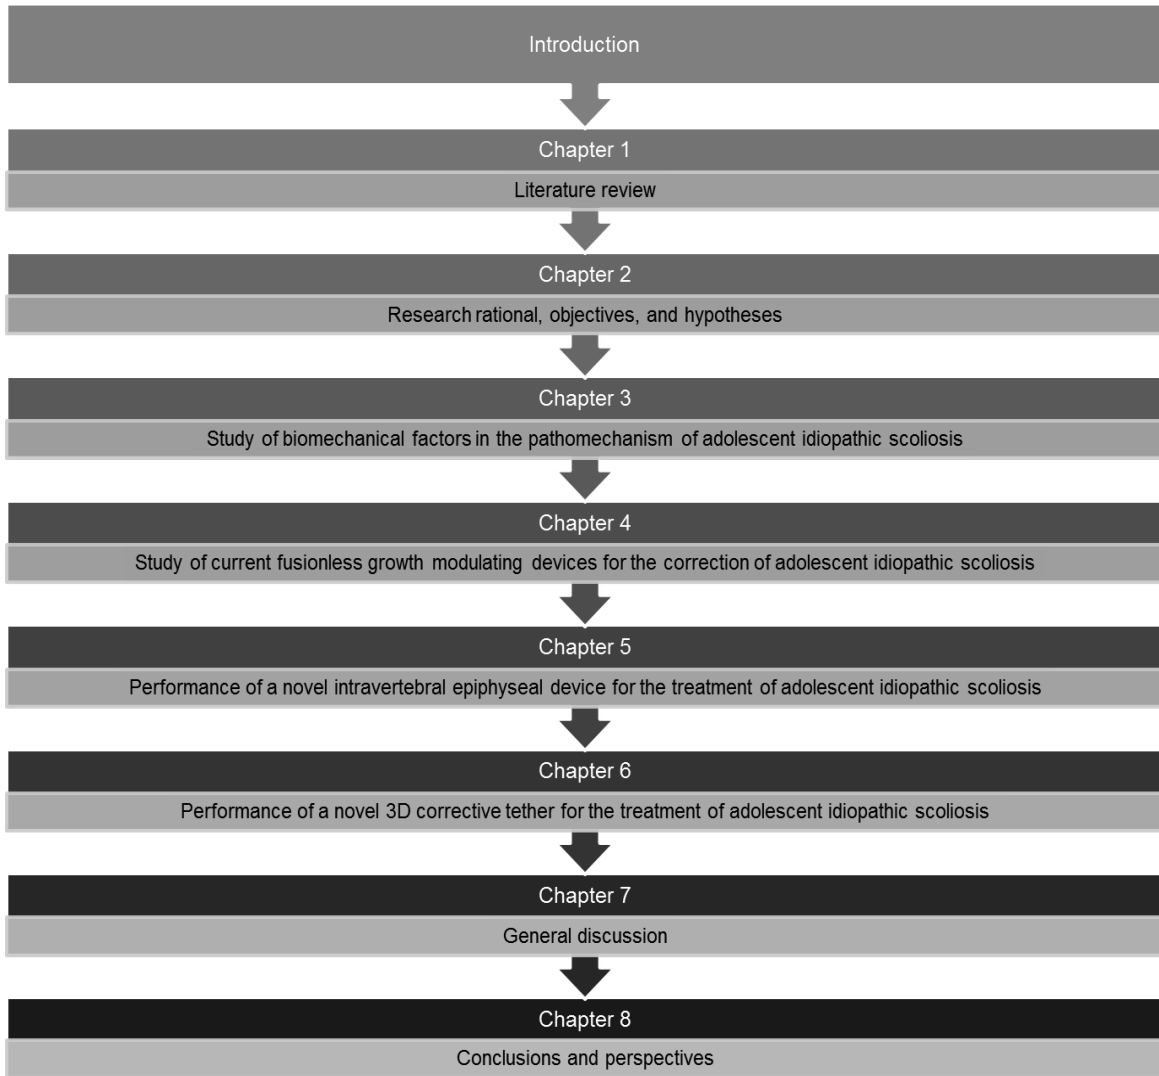 Introduction
Chapter 1
Literature review
Chapter 2
Research rational, objectives, and hypotheses
Chapter 3
Study of biomechanical factors in the pathomechanism of adolescent idiopathic scoliosis
Chapter 4
Study of current fusionless growth modulating devices for the correction of adolescent idiopathic scoliosis
Chapter 5
Performance of a novel intravertebral epiphyseal device for the treatment of adolescent idiopathic scoliosis
Chapter 6
Performance of a novel 3D corrective tether for the treatment of adolescent idiopathic scoliosis
Chapter 7
General discussion
Chapter 8
Conclusions and perspectives